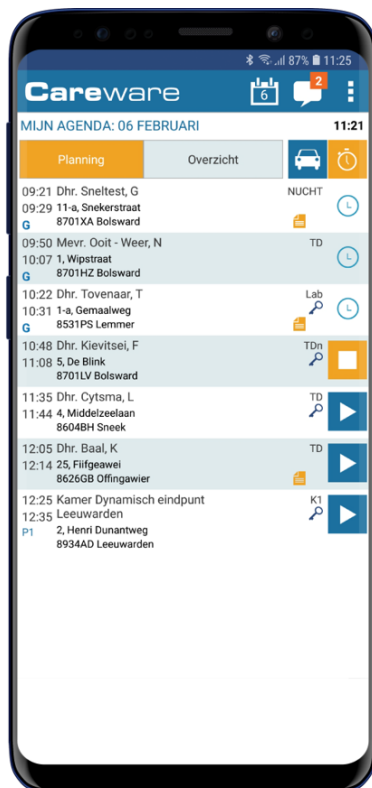 87% 11:25
Careware
6
2
MIJN AGENDA: 06 FEBRUARI 11:21
Planning Overzicht
09:21 Dhr. Sneltest, G NUCHT
09:29 11-a, Snekerstraat
G 8701XA Bolsward
09:50 Mevr. Ooit - Weer, N TD
10:07 1, Wipstraat
G 8701HZ Bolsward
10:22 Dhr. Tovenaar, T Lab
10:31 1-a, Gemaalweg
G 8531PS Lemmer
10:48 Dhr. Kievitsei, F TDn
11:08 5, De Blink
8701LV Bolsward
11:35 Dhr. Cytsma, L TD
11:44 4, Middelzeelaan
8604BH Sneek
12:05 Dhr. Baal, K TD
12:14 25, Fiifgeawei
8626GB Offingawier
12:25 Kamer Dynamisch eindpunt K1
12:35 Leeuwarden
P1 2, Henri Dunantweg
8934AD Leeuwarden